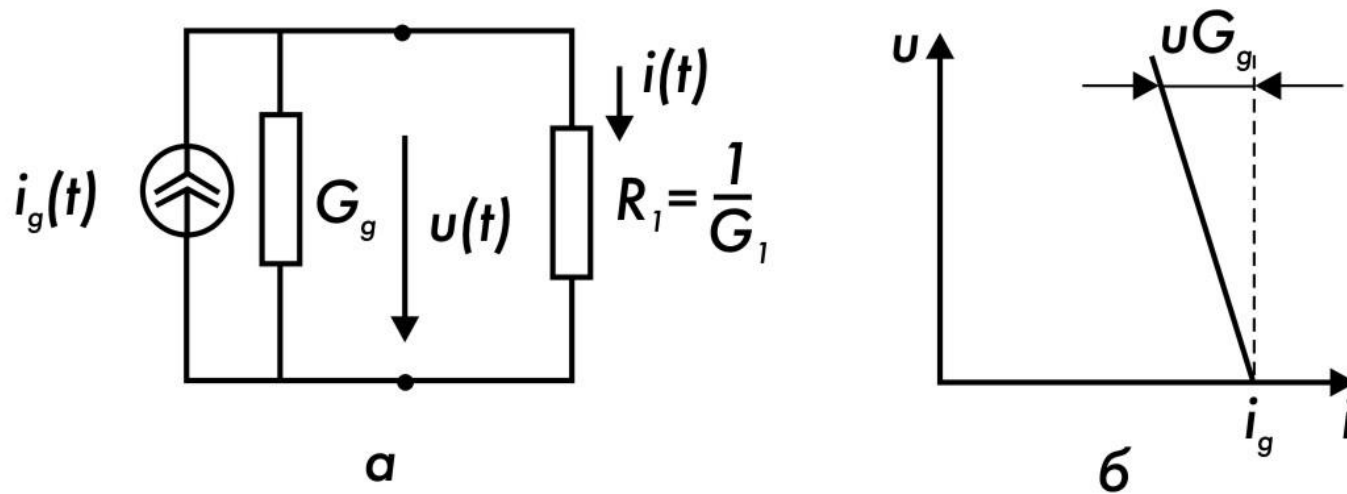 i_g(t)
G_g
u(t)
i(t)
R_1 = 1/G_1
а
u
uG_g
i_g
i
б